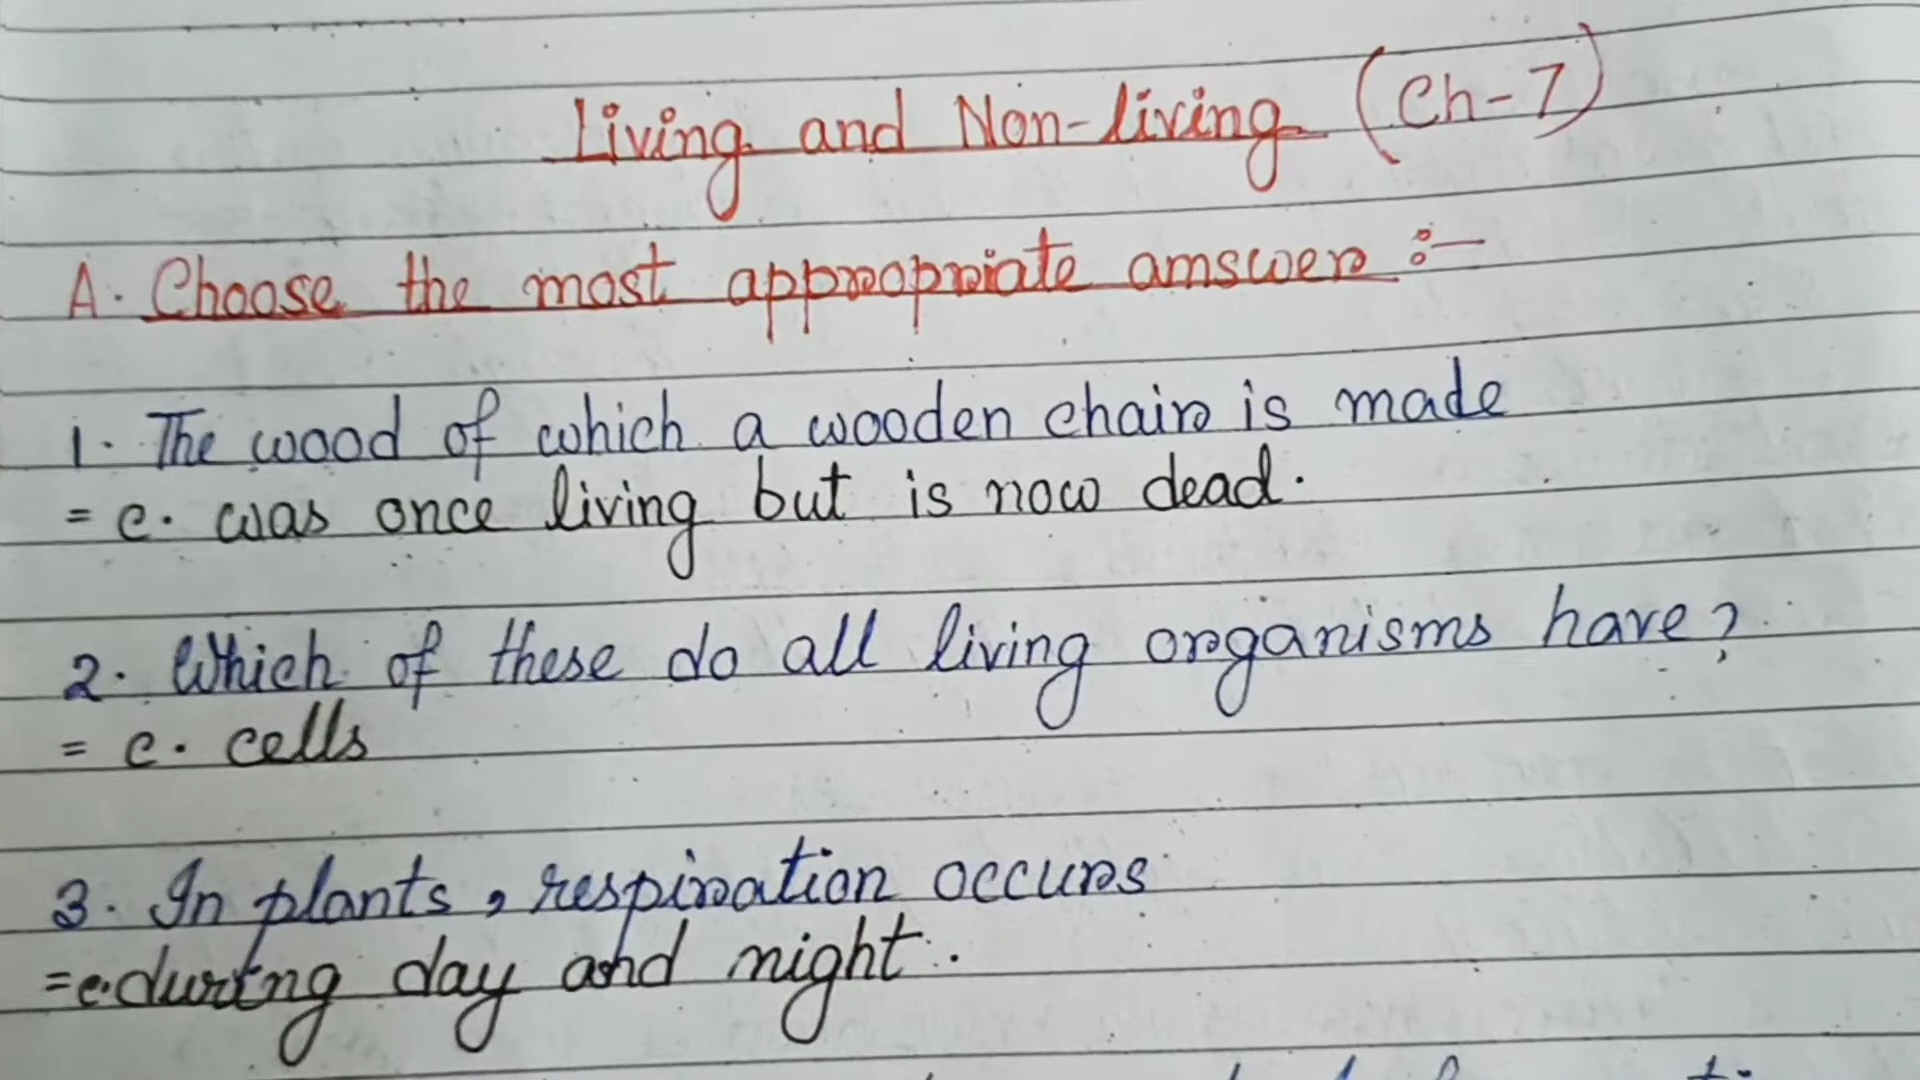 Living and Non-living (Ch-7)
A. Choose the most appropriate answer :-
1. The wood of which a wooden chair is made
= c. was once living but is now dead.
2. Which of these do all living organisms have?
= c. cells
3. In plants, respiration occurs
=c.during day and night.